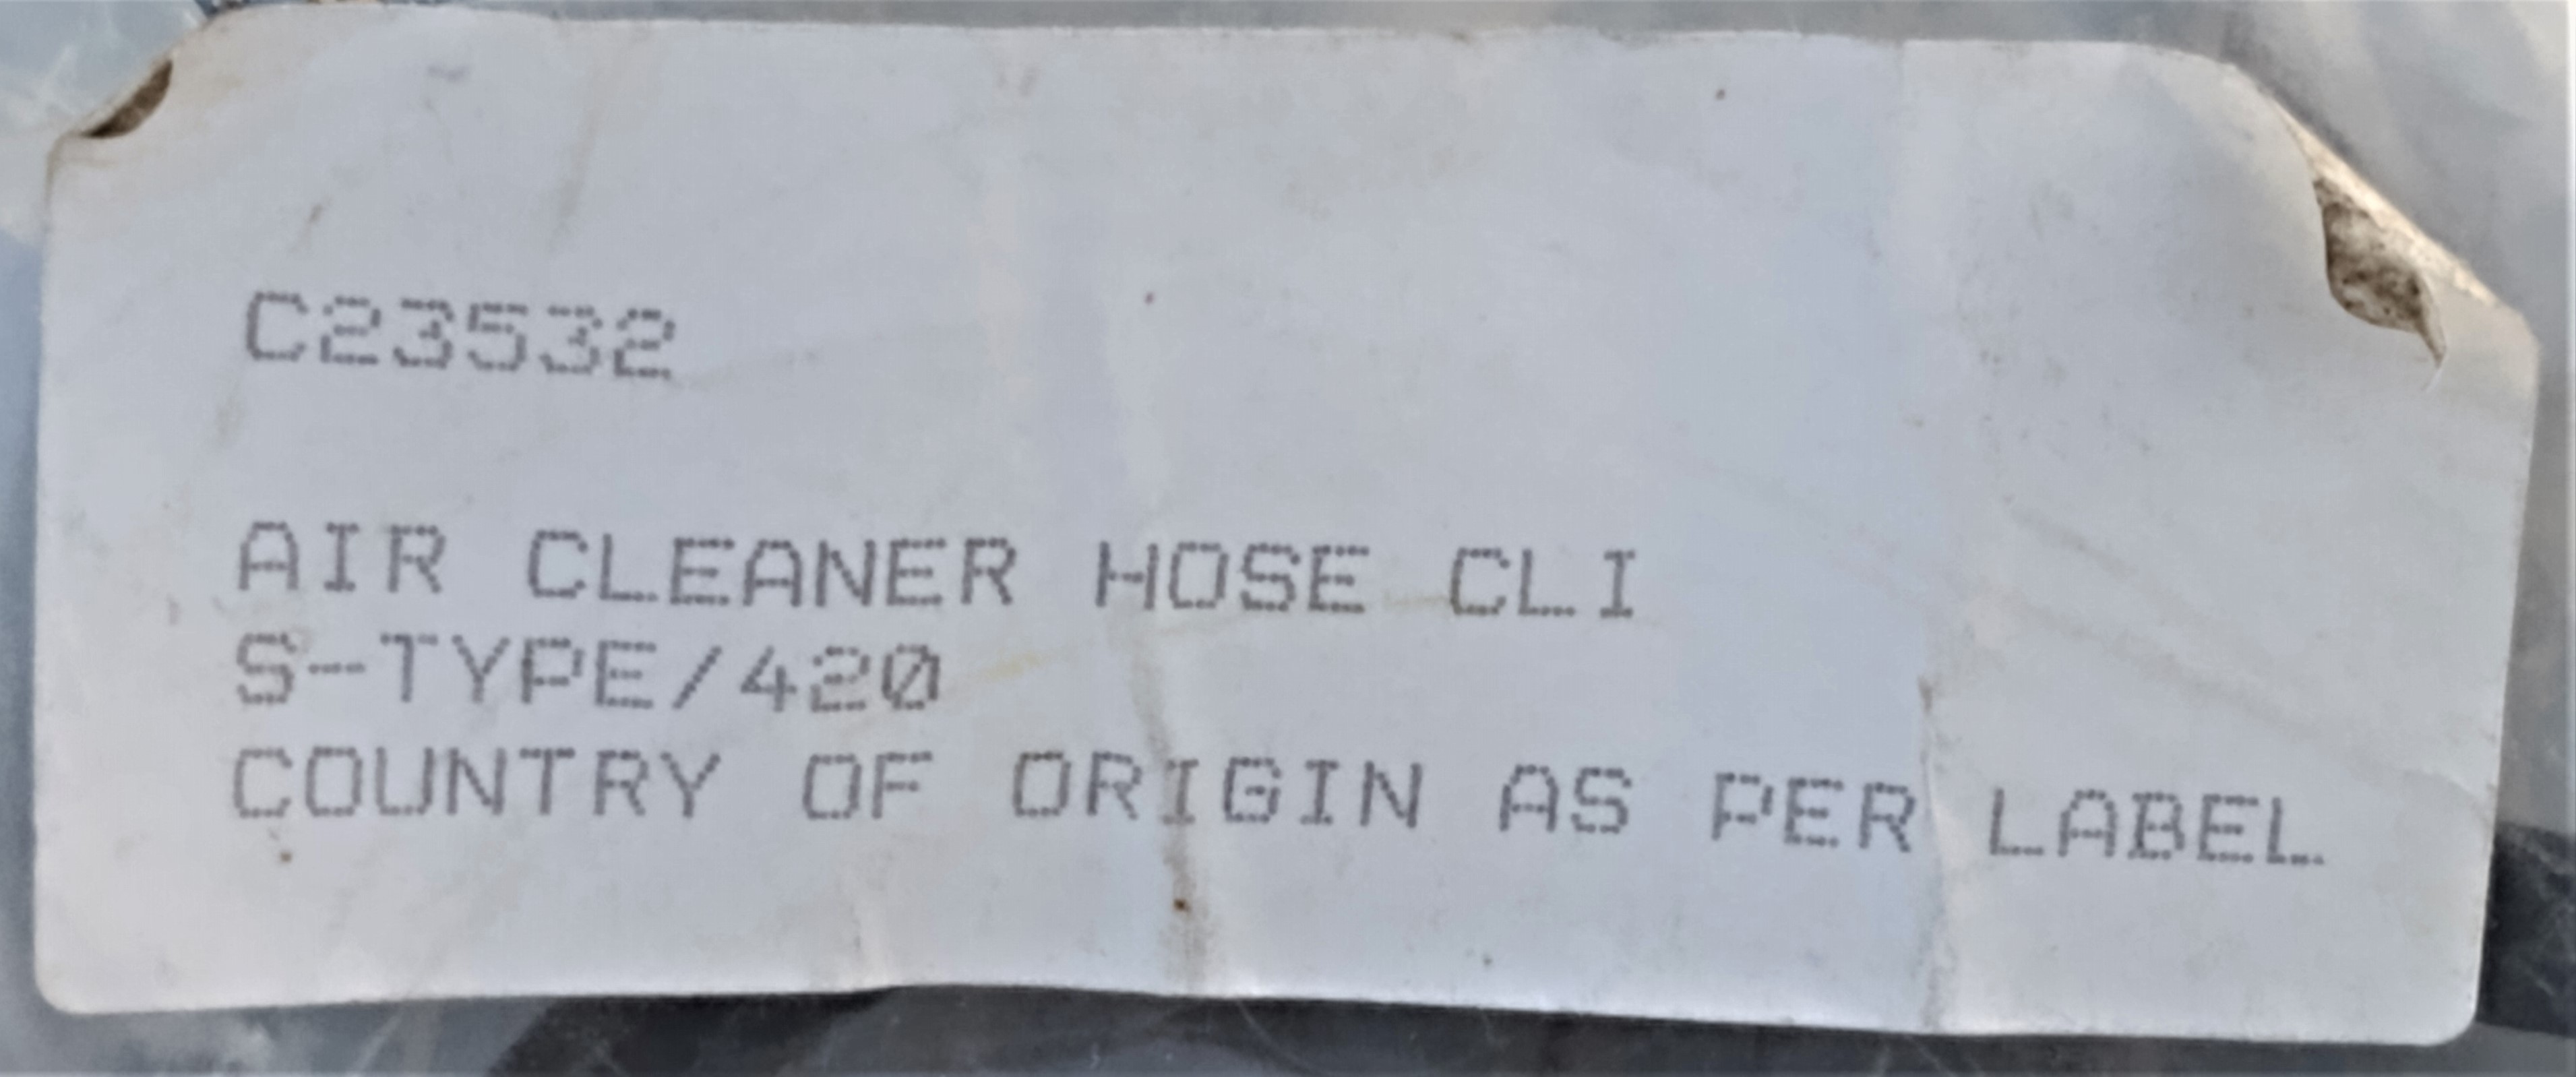 C23532
AIR CLEANER HOSE CLI
S-TYPE/420
COUNTRY OF ORIGIN AS PER LABEL